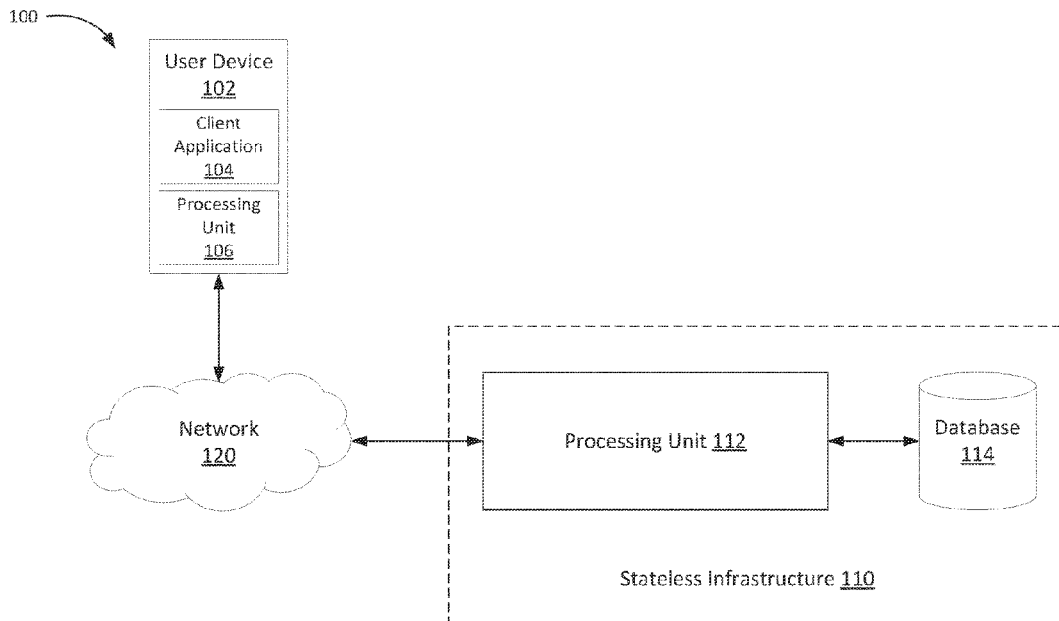 100
User Device
102
Client
Application
104
Processing
Unit
106
Network
120
Processing Unit 112
Database
114
Stateless Infrastructure 110